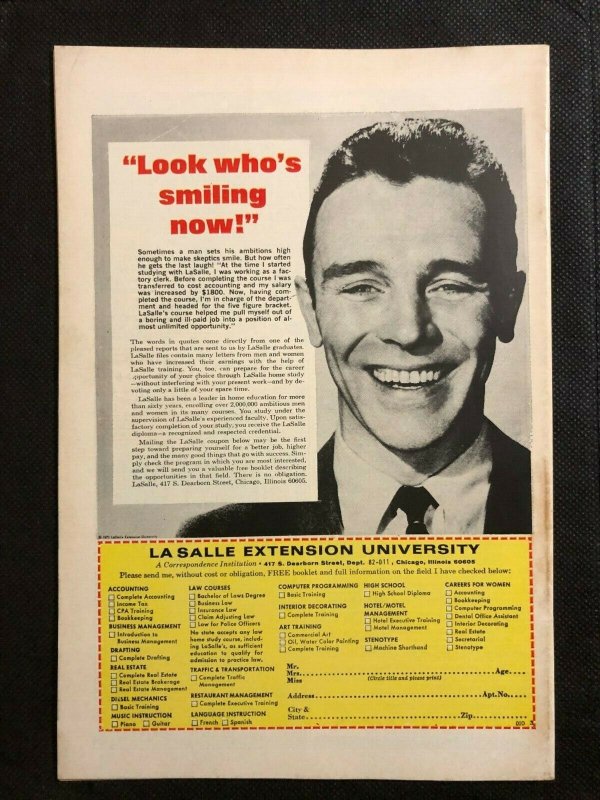 “Look who’s
smiling
now!”
Sometimes a man sets his ambitions high
enough to make skeptics smile. But how often
he gets the last laugh! “At the time I started
studying with LaSalle, I was working as a fac-
tory clerk. Before completing the course I was
transferred to cost accounting and my salary
was increased by $1800. Now, having com-
pleted the course, I’m in charge of the depart-
ment and headed for the five figure bracket.
LaSalle’s course helped me pull myself out of
a boring and ill-paid job into a position of al-
most unlimited opportunity.”
The words in quotes come directly from one of the
pleased reports that are sent to us by LaSalle graduates.
LaSalle files contain many letters from men and women
who have increased their earnings with the help of
LaSalle training. You, too, can prepare for the career
opportunity of your choice through LaSalle home study
—without interfering with your present work—and by de-
voting only a little of your spare time.
LaSalle has been a leader in home education for more
than sixty years, enrolling over 2,000,000 ambitious men
and women in its many courses. You study under the
supervision of LaSalle’s experienced faculty. Upon satis-
factory completion of your study, you receive the LaSalle
diploma—a recognized and respected credential.
Mailing the LaSalle coupon below may be the first
step toward preparing yourself for a better job, higher
pay, and the many good things that go with success. Sim-
ply check the program in which you are most interested,
and we will send you a valuable free booklet describing
the opportunities in that field. There is no obligation.
LaSalle, 417 S. Dearborn Street, Chicago, Illinois 60605.
LaSalle Extension University
LA SALLE EXTENSION UNIVERSITY
A Correspondence Institution • 417 S. Dearborn Street, Dept. 82-011, Chicago, Illinois 60605
Please send me, without cost or obligation, FREE booklet and full information on the field I have checked below:
ACCOUNTING
Complete Accounting
Income Tax
CPA Training
Bookkeeping
BUSINESS MANAGEMENT
Introduction to
Business Management
DRAFTING
Complete Drafting
REAL ESTATE
Complete Real Estate
Real Estate Brokerage
Real Estate Management
DIESEL MECHANICS
Basic Training
MUSIC INSTRUCTION
Piano Guitar
LAW COURSES
Bachelor of Laws Degree
Business Law
Insurance Law
Claim Adjusting Law
Law for Police Officers
No state accepts any law
home study course, includ-
ing LaSalle’s, as sufficient
education to qualify for
admission to practice law.
TRAFFIC & TRANSPORTATION
Complete Traffic
Management
RESTAURANT MANAGEMENT
Complete Executive Training
LANGUAGE INSTRUCTION
French Spanish
COMPUTER PROGRAMMING
Basic Training
INTERIOR DECORATING
Complete Training
ART TRAINING
Commercial Art
Oil, Water Color Painting
Complete Training
HIGH SCHOOL
High School Diploma
HOTEL/MOTEL
MANAGEMENT
Hotel Executive Training
Motel Management
STENOTYPE
Machine Shorthand
CAREERS FOR WOMEN
Accounting
Bookkeeping
Computer Programming
Dental Office Assistant
Interior Decorating
Real Estate
Secretarial
Stenotype
Mr.
Mrs. Age
Miss (Circle title and please print)
Address Apt. No.
City &
State Zip